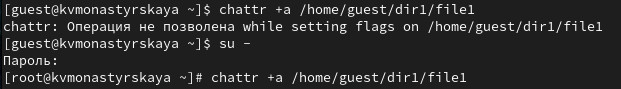 [guest@kvmonastyrskaya ~]$ chattr +a /home/guest/dir1/file1
chattr: Операция не позволена while setting flags on /home/guest/dir1/file1
[guest@kvmonastyrskaya ~]$ su -
Пароль:
[root@kvmonastyrskaya ~]# chattr +a /home/guest/dir1/file1